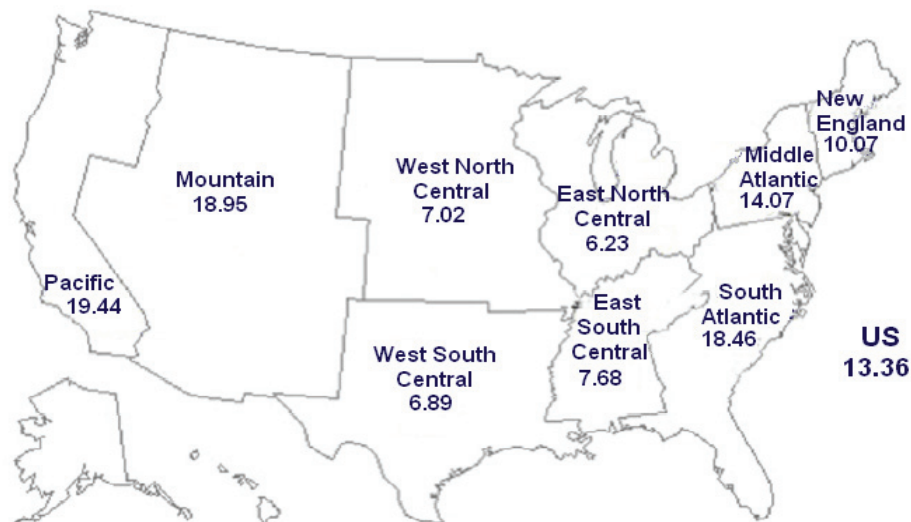 New
England
10.07
Middle
Atlantic
14.07
Mountain
18.95
West North
Central
7.02
East North
Central
6.23
Pacific
19.44
East
South
Central
7.68
South
Atlantic
18.46
West South
Central
6.89
US
13.36